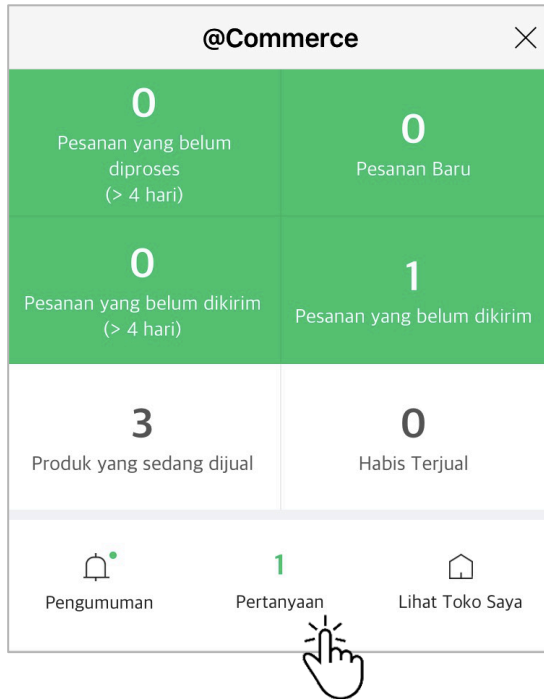 @Commerce
0
Pesanan yang belum
diproses
(> 4 hari)
0
Pesanan Baru
0
Pesanan yang belum dikirim
(> 4 hari)
1
Pesanan yang belum dikirim
3
Produk yang sedang dijual
0
Habis Terjual
Pengumuman
1
Pertanyaan
Lihat Toko Saya